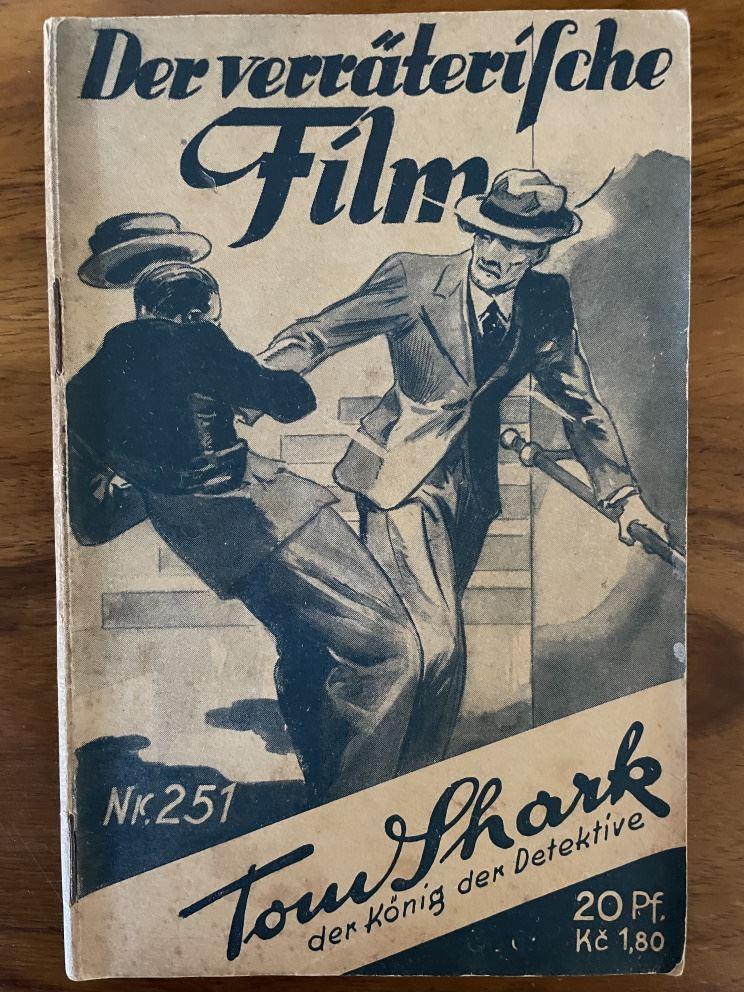 Der verräterische
Film
Nr. 251
Tom Shark
der König der Detektive
20 Pf.
Kč 1,80